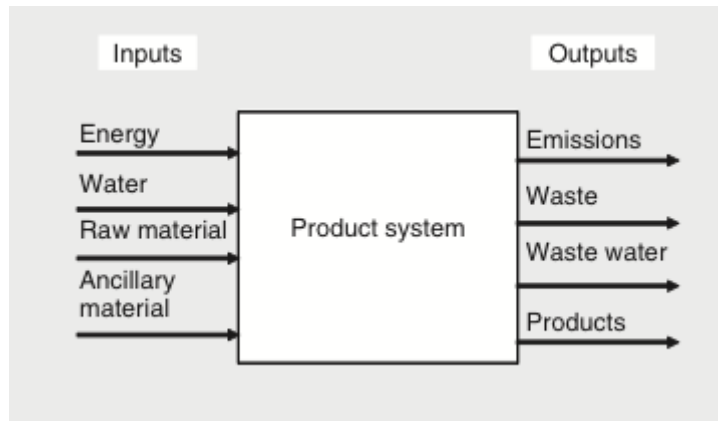 Inputs
Outputs
Energy
Water
Raw material
Ancillary
material
Product system
Emissions
Waste
Waste water
Products